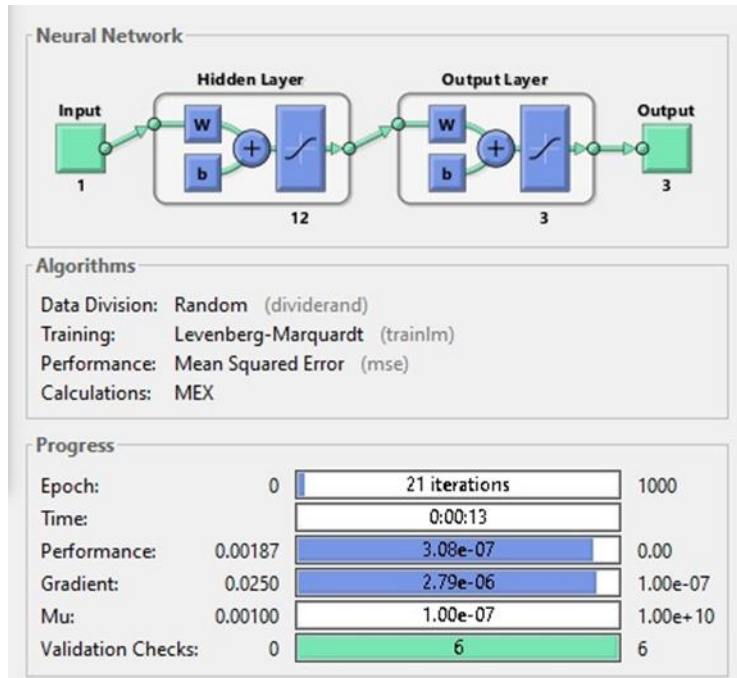 Neural Network
Hidden Layer
Output Layer
Input
W
b
+
W
b
+
Output
1
12
3
3
Algorithms
Data Division: Random (dividerand)
Training: Levenberg-Marquardt (trainlm)
Performance: Mean Squared Error (mse)
Calculations: MEX
Progress
Epoch: 0 21 iterations 1000
Time: 0:00:13
Performance: 0.00187 3.08e-07 0.00
Gradient: 0.0250 2.79e-06 1.00e-07
Mu: 0.00100 1.00e-07 1.00e+10
Validation Checks: 0 6 6